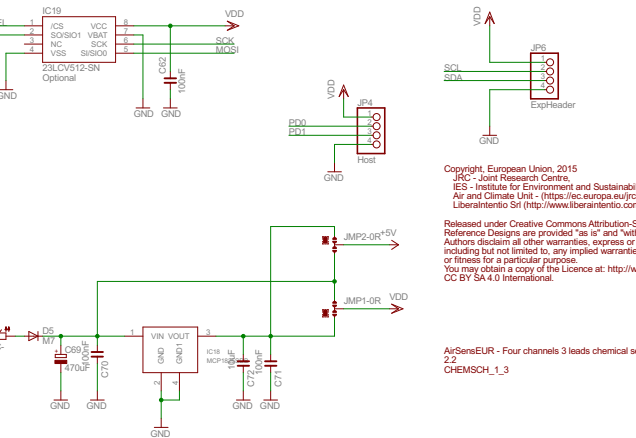 IC19
1 /CS VCC 8
2 SO/SIO1 VBAT 7
3 NC SCK 6
4 VSS SI/SIO0 5
23LCV512-SN
Optional
GND
VDD
SCK
MOSI
C62
100nF
GND
GND
VDD
JP4
PD0
PD1
1
2
3
4
Host
GND
VDD
JP6
SCL
SDA
1
2
3
4
ExpHeader
GND
Copyright, European Union, 2015
JRC - Joint Research Centre,
IES - Institute for Environment and Sustainabil
Air and Climate Unit - (https://ec.europa.eu/jrc
LiberaIntentio Srl (http://www.liberaintentio.com
Released under Creative Commons Attribution-S
Reference Designs are provided "as is" and "with
Authors disclaim all other warranties, express or
including but not limited to, any implied warrantie
or fitness for a particular purpose.
You may obtain a copy of the Licence at: http://w
CC BY SA 4.0 International.
JMP2-0R
+5V
JMP1-0R
VDD
D5
M7
C69
470uF
100nF
C70
GND
GND
1 VIN VOUT 3
GND
GND1
2
4
IC18
GND
C72
100nF
C71
GND
GND
AirSensEUR - Four channels 3 leads chemical se
2.2
CHEMSCH_1_3